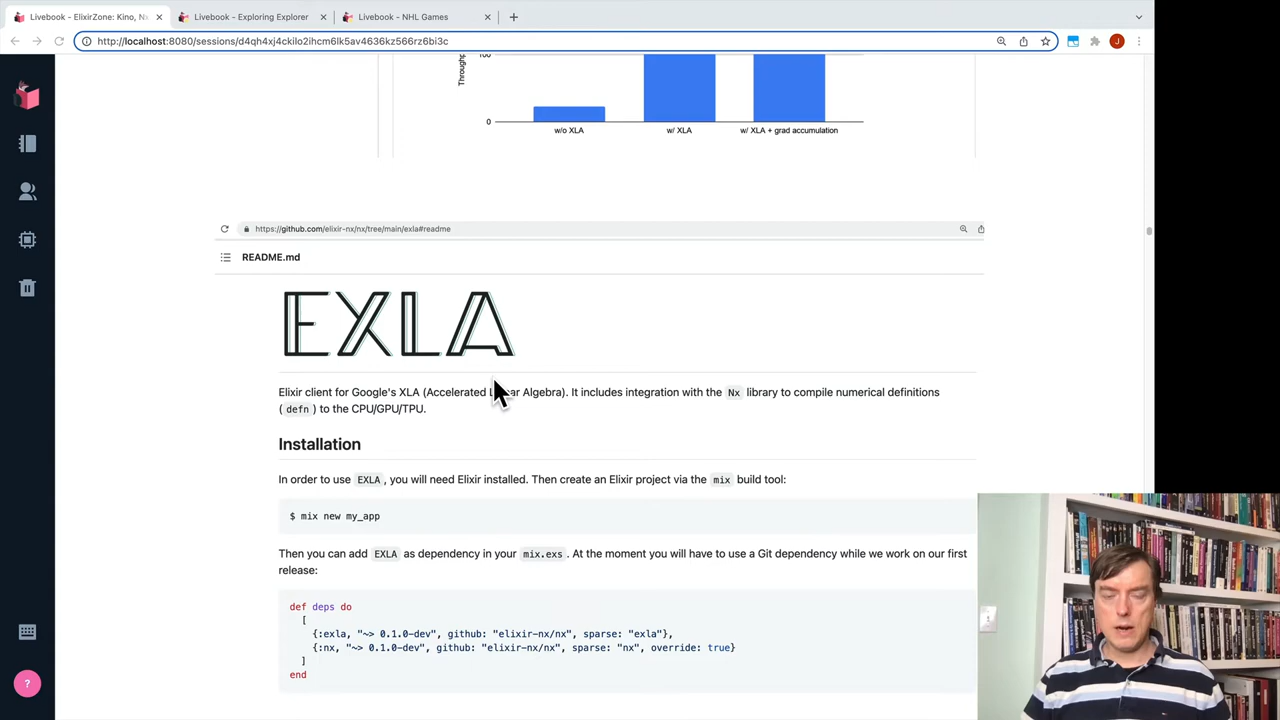 Livebook - ElixirZone: Kino, Nx
Livebook - Exploring Explorer
Livebook - NHL Games
http://localhost:8080/sessions/d4qh4xj4ckilo2ihcm6lk5av4636kz566rz6bi3c
J
Throughp
100
0
w/o XLA
w/ XLA
w/ XLA + grad accumulation
https://github.com/elixir-nx/nx/tree/main/exla#readme
README.md
EXLA
Elixir client for Google's XLA (Accelerated Linear Algebra). It includes integration with the Nx library to compile numerical definitions
( defn ) to the CPU/GPU/TPU.
Installation
In order to use EXLA , you will need Elixir installed. Then create an Elixir project via the mix build tool:
$ mix new my_app
Then you can add EXLA as dependency in your mix.exs . At the moment you will have to use a Git dependency while we work on our first
release:
def deps do
[
{:exla, "~> 0.1.0-dev", github: "elixir-nx/nx", sparse: "exla"},
{:nx, "~> 0.1.0-dev", github: "elixir-nx/nx", sparse: "nx", override: true}
]
end
?